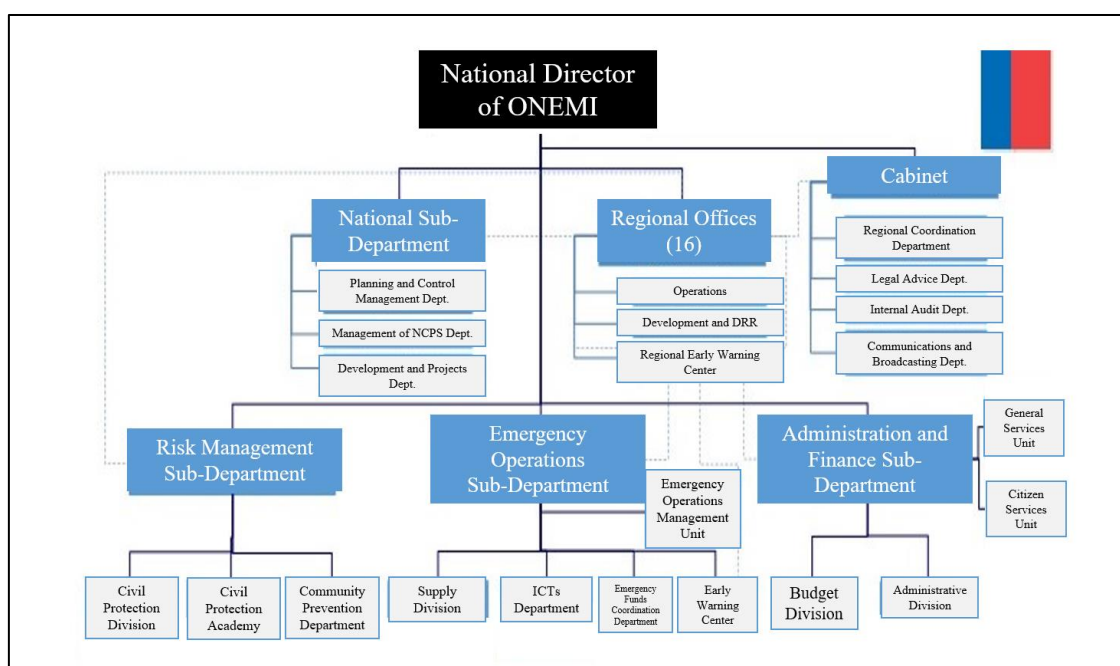 National Director
of ONEMI
Cabinet
National Sub-
Department
Regional Offices
(16)
Regional Coordination
Department
Legal Advice Dept.
Internal Audit Dept.
Communications and
Broadcasting Dept.
Planning and Control
Management Dept.
Management of NCPS Dept.
Development and Projects
Dept.
Operations
Development and DRR
Regional Early Warning
Center
Risk Management
Sub-Department
Emergency
Operations
Sub-Department
Administration and
Finance Sub-
Department
General
Services
Unit
Citizen
Services
Unit
Emergency
Operations
Management
Unit
Civil
Protection
Division
Civil
Protection
Academy
Community
Prevention
Department
Supply
Division
ICTs
Department
Emergency
Funds
Coordination
Department
Early
Warning
Center
Budget
Division
Administrative
Division